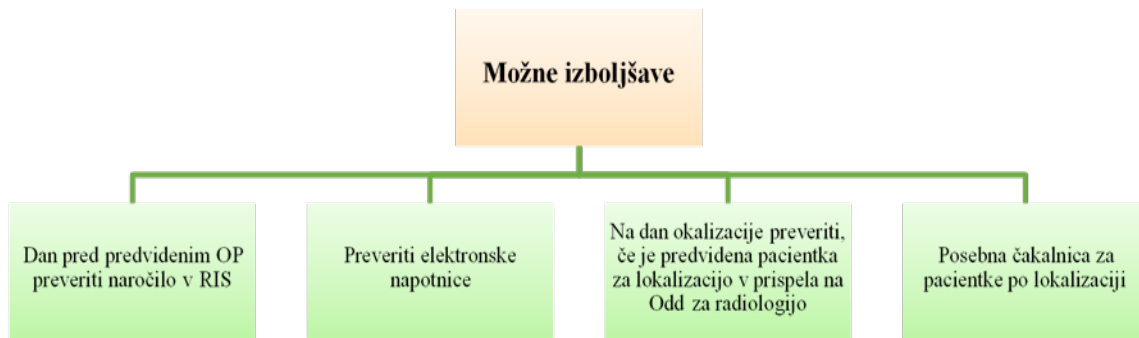 Možne izboljšave
Dan pred predvidenim OP
preveriti naročilo v RIS
Preveriti elektronske
napotnice
Na dan okalizacije preveriti,
če je predvidena pacientka
za lokalizacijo v prispela na
Odd za radiologijo
Posebna čakalnica za
pacientke po lokalizaciji